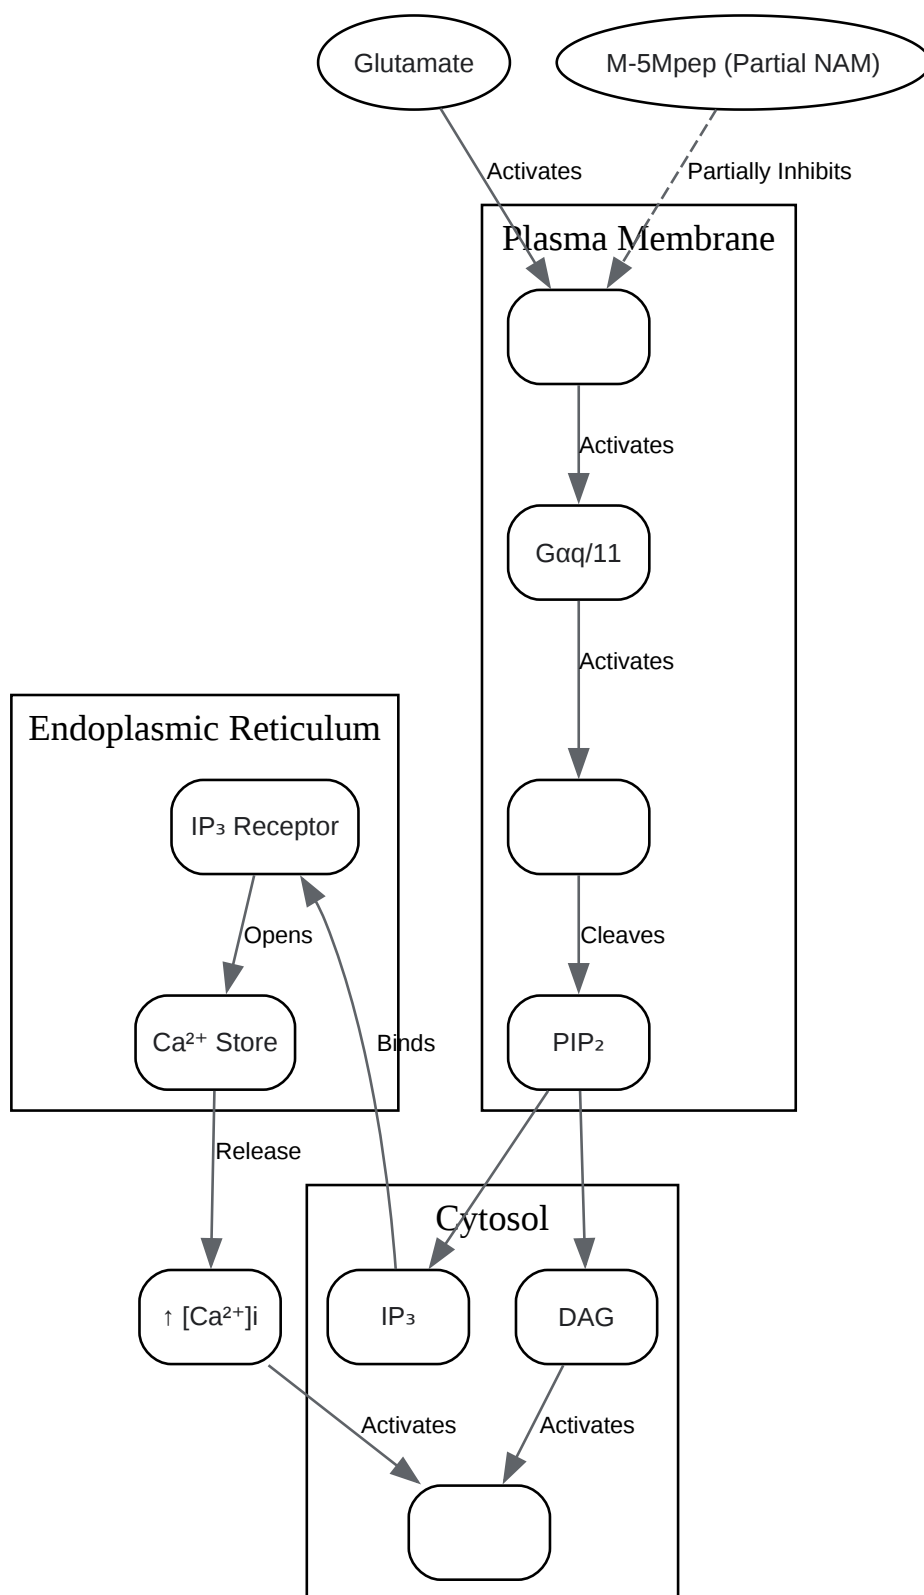 Glutamate
M-5Mpep (Partial NAM)
Activates
Partially Inhibits
Plasma Membrane
Activates
Gαq/11
Activates
Endoplasmic Reticulum
IP₃ Receptor
Opens
Cleaves
Ca²⁺ Store
Binds
PIP₂
Release
Cytosol
↑ [Ca²⁺]i
IP₃
DAG
Activates
Activates